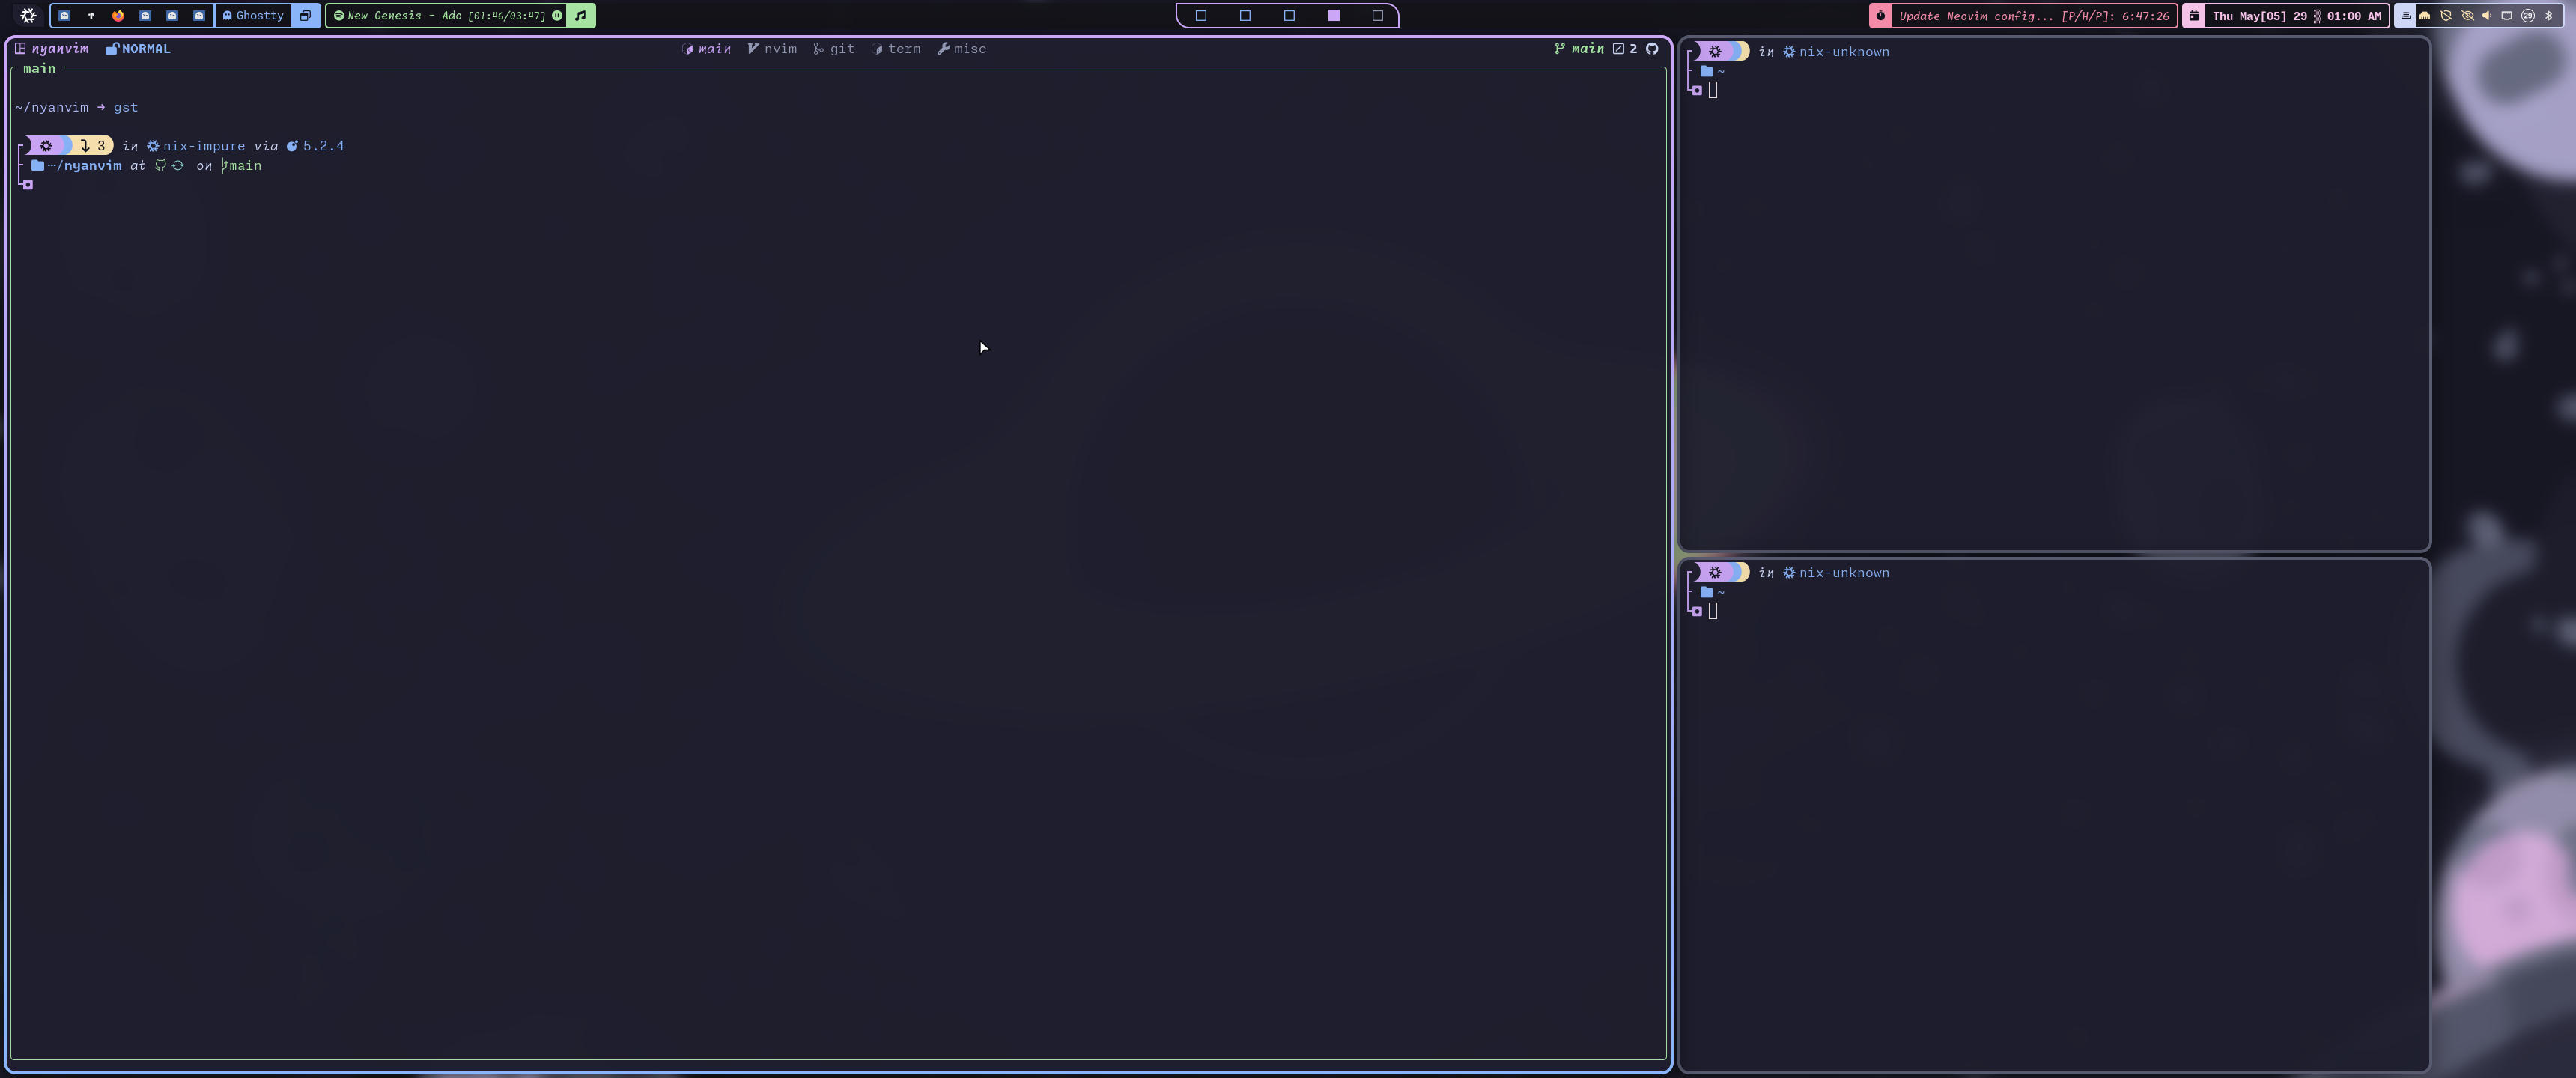 Ghostty New Genesis - Ado [01:46/03:47] Update Neovim config... [P/H/P]: 6:47:26 Thu May[05] 29 ▒ 01:00 AM 29
nyanvim NORMAL main nvim git term misc main 2
main
~/nyanvim ➜ gst
3 in nix-impure via 5.2.4
…/nyanvim at on main
in nix-unknown
~
in nix-unknown
~